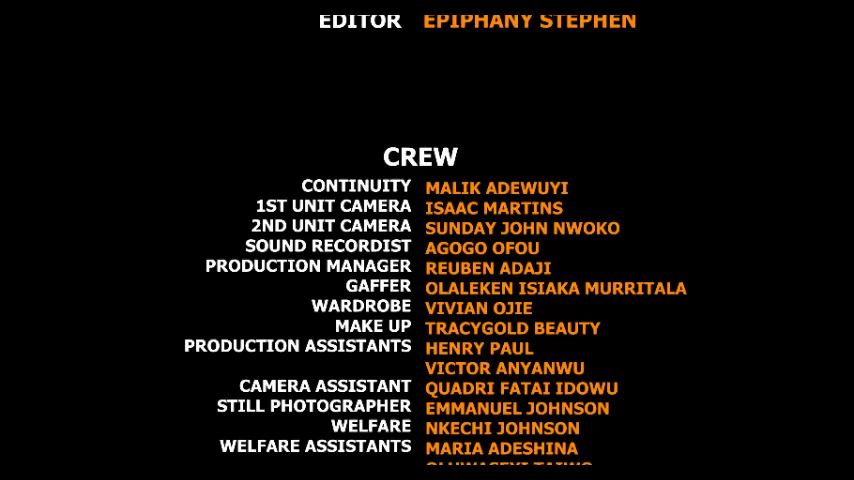 EDITOR EPIPHANY STEPHEN
CREW
CONTINUITY MALIK ADEWUYI
1ST UNIT CAMERA ISAAC MARTINS
2ND UNIT CAMERA SUNDAY JOHN NWOKO
SOUND RECORDIST AGOGO OFOU
PRODUCTION MANAGER REUBEN ADAJI
GAFFER OLALEKEN ISIAKA MURRITALA
WARDROBE VIVIAN OJIE
MAKE UP TRACYGOLD BEAUTY
PRODUCTION ASSISTANTS HENRY PAUL
VICTOR ANYANWU
CAMERA ASSISTANT QUADRI FATAI IDOWU
STILL PHOTOGRAPHER EMMANUEL JOHNSON
WELFARE NKECHI JOHNSON
WELFARE ASSISTANTS MARIA ADESHINA